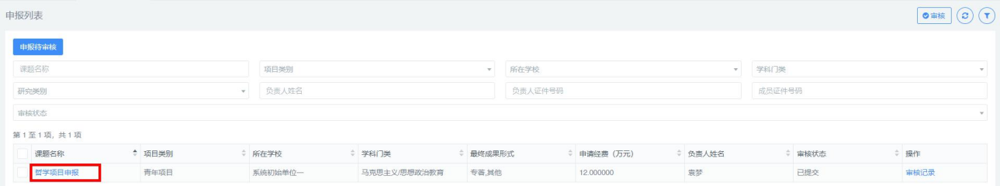 申报列表
审核
申报待审核
课题名称 项目类别 所在学校 学科门类
研究类别 负责人姓名 负责人证件号码 成员证件号码
审核状态
第 1 至 1 项，共 1 项
课题名称 项目类别 所在学校 学科门类 最终成果形式 申请经费（万元） 负责人姓名 审核状态 操作
哲学项目申报 青年项目 系统初始单位一 马克思主义/思想政治教育 专著,其他 12.000000 袁梦 已提交 审核记录